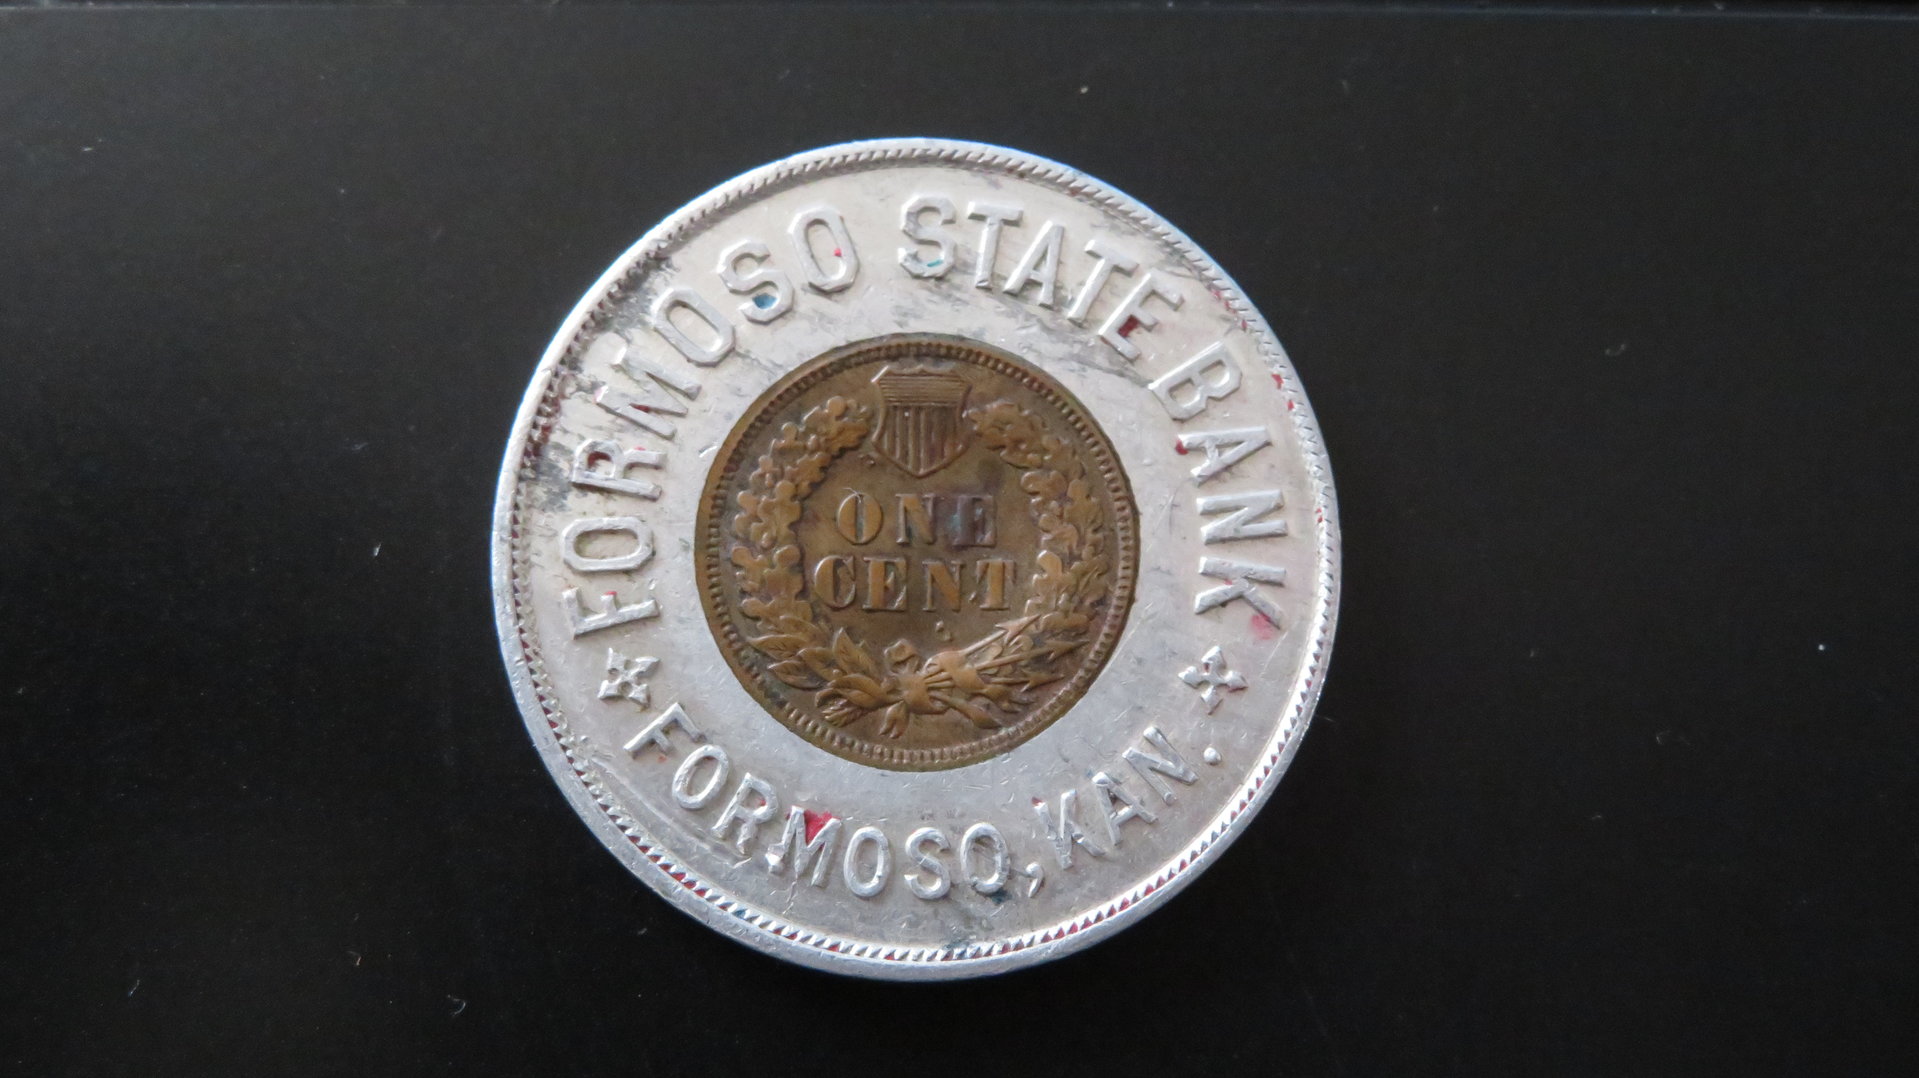 FORMOSO STATE BANK
ONE
CENT
FORMOSO, KAN.